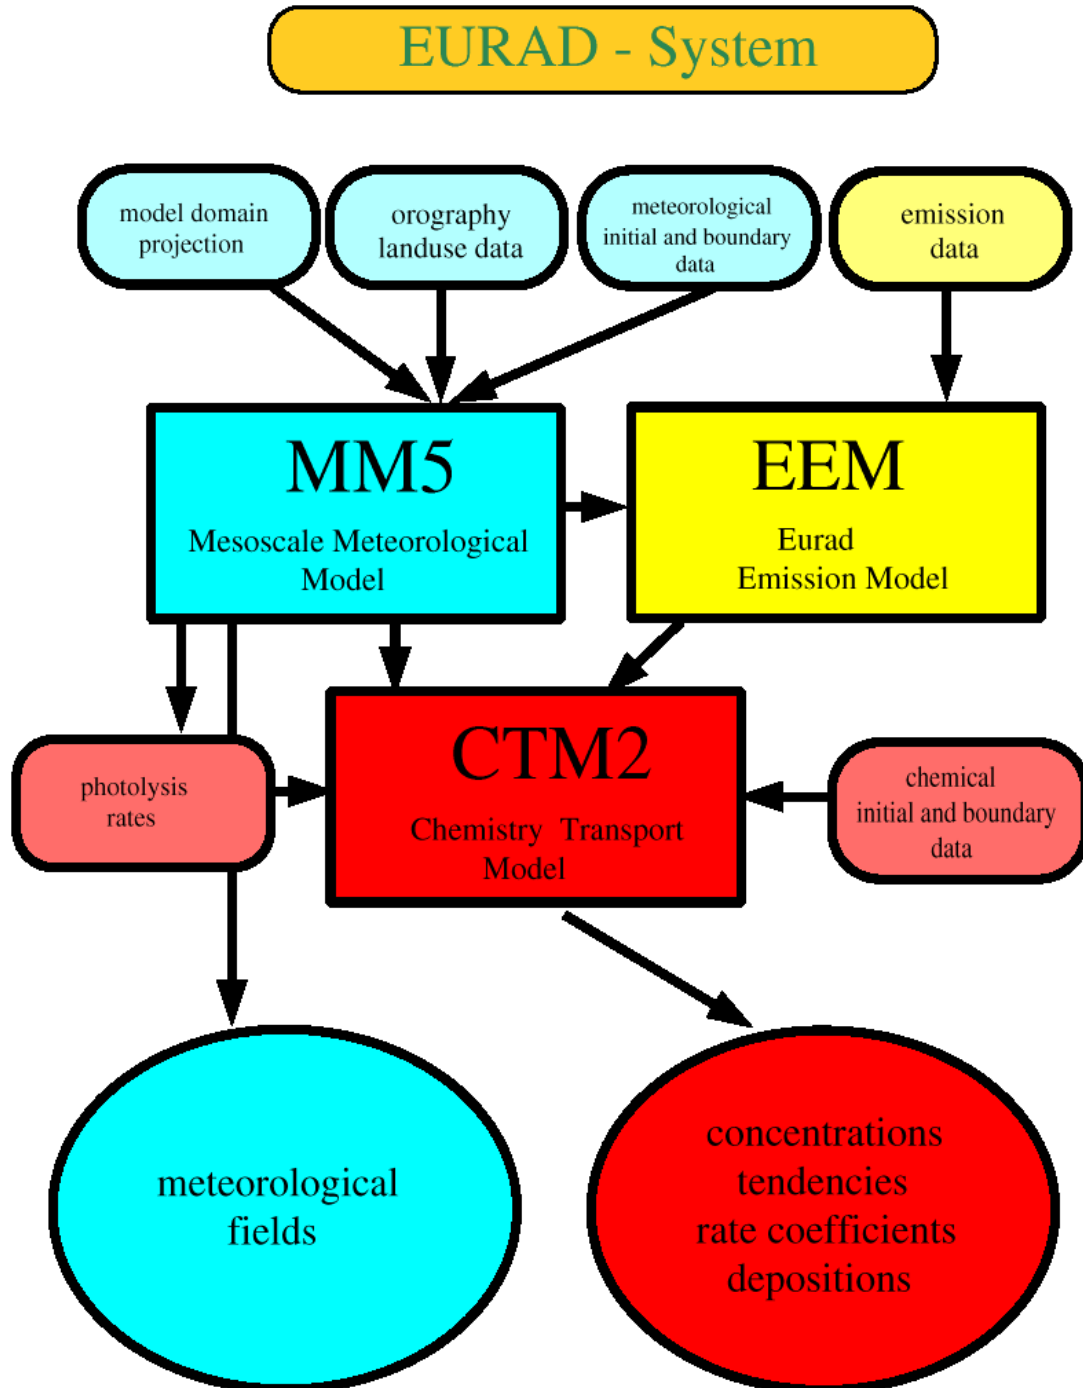 EURAD - System
model domain
projection
orography
landuse data
meteorological
initial and boundary
data
emission
data
MM5
Mesoscale Meteorological
Model
EEM
Eurad
Emission Model
photolysis
rates
CTM2
Chemistry Transport
Model
chemical
initial and boundary
data
meteorological
fields
concentrations
tendencies
rate coefficients
depositions